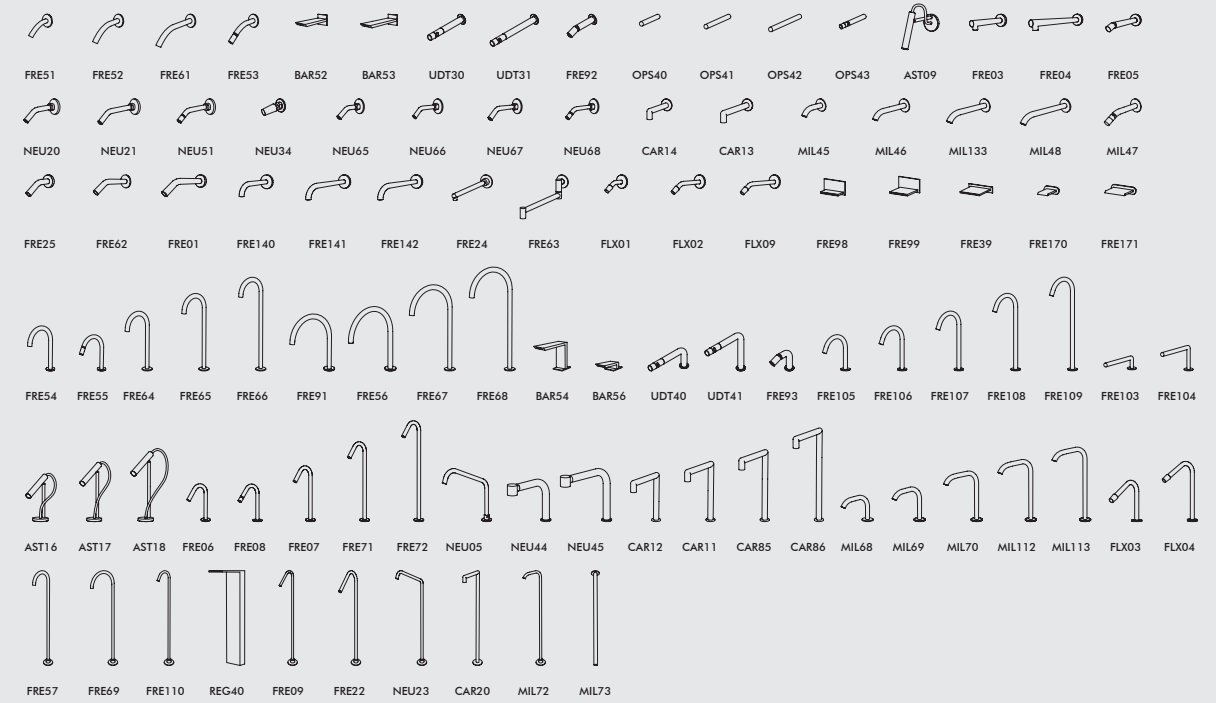 FRE51 FRE52 FRE61 FRE53 BAR52 BAR53 UDT30 UDT31 FRE92 OPS40 OPS41 OPS42 OPS43 AST09 FRE03 FRE04 FRE05
NEU20 NEU21 NEU51 NEU34 NEU65 NEU66 NEU67 NEU68 CAR14 CAR13 MIL45 MIL46 MIL133 MIL48 MIL47
FRE25 FRE62 FRE01 FRE140 FRE141 FRE142 FRE24 FRE63 FLX01 FLX02 FLX09 FRE98 FRE99 FRE39 FRE170 FRE171
FRE54 FRE55 FRE64 FRE65 FRE66 FRE91 FRE56 FRE67 FRE68 BAR54 BAR56 UDT40 UDT41 FRE93 FRE105 FRE106 FRE107 FRE108 FRE109 FRE103 FRE104
AST16 AST17 AST18 FRE06 FRE08 FRE07 FRE71 FRE72 NEU05 NEU44 NEU45 CAR12 CAR11 CAR85 CAR86 MIL68 MIL69 MIL70 MIL112 MIL113 FLX03 FLX04
FRE57 FRE69 FRE110 REG40 FRE09 FRE22 NEU23 CAR20 MIL72 MIL73